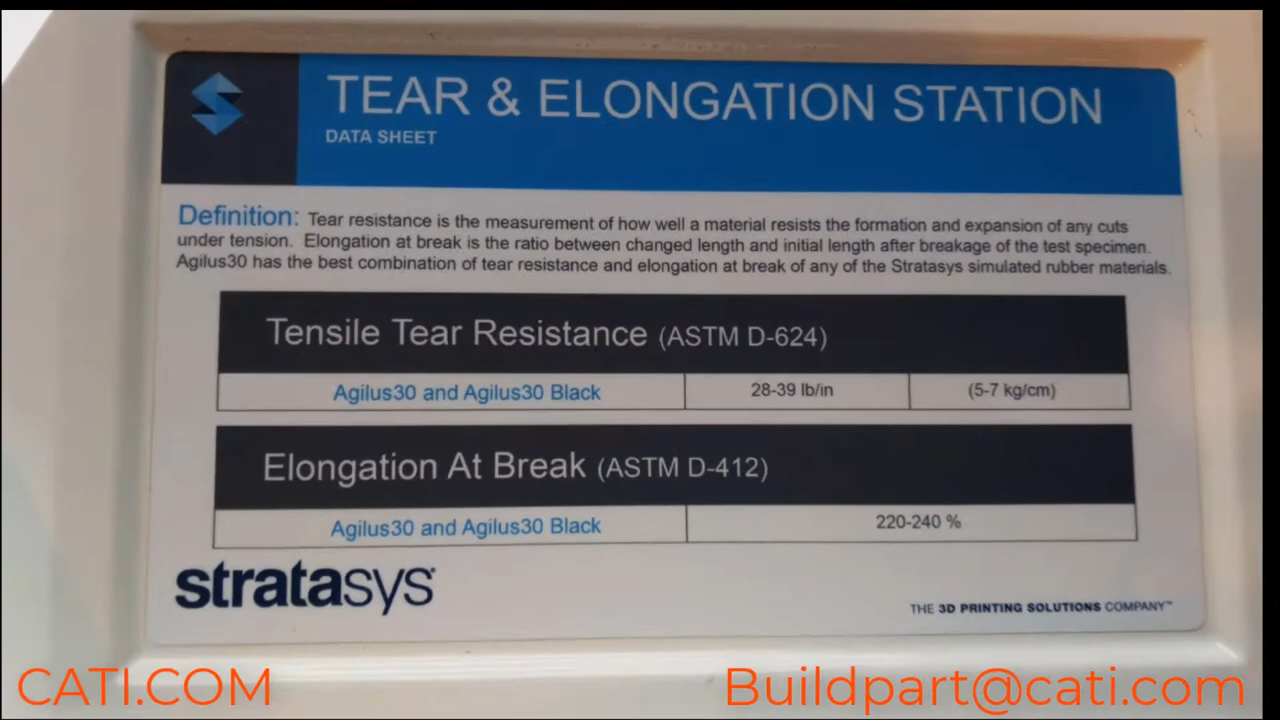 TEAR & ELONGATION STATION
DATA SHEET
Definition: Tear resistance is the measurement of how well a material resists the formation and expansion of any cuts
under tension. Elongation at break is the ratio between changed length and initial length after breakage of the test specimen.
Agilus30 has the best combination of tear resistance and elongation at break of any of the Stratasys simulated rubber materials.
Tensile Tear Resistance (ASTM D-624)
Agilus30 and Agilus30 Black 28-39 lb/in (5-7 kg/cm)
Elongation At Break (ASTM D-412)
Agilus30 and Agilus30 Black 220-240 %
stratasys
THE 3D PRINTING SOLUTIONS COMPANY™
CATI.COM Buildpart@cati.com